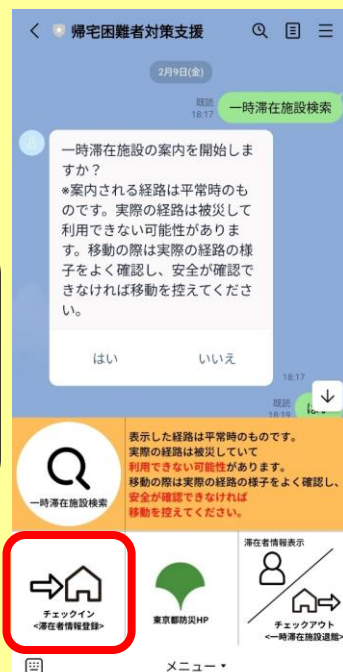 帰宅困難者対策支援
2月9日(金)
既読
18:17
一時滞在施設検索
一時滞在施設の案内を開始しま
すか？
※案内される経路は平常時のも
のです。実際の経路は被災して
利用できない可能性がありま
す。移動の際は実際の経路の様
子をよく確認し、安全が確認で
きなければ移動を控えてくださ
い。
はい
いいえ
18:17
既読
18:19
表示した経路は平常時のものです。
実際の経路は被災していて
利用できない可能性があります。
移動の際は実際の経路の様子をよく確認し、
安全が確認できなければ
移動を控えてください。
一時滞在施設検索
チェックイン
<滞在者情報登録>
東京都防災HP
滞在者情報表示
チェックアウト
<一時滞在施設退館>
メニュー▼